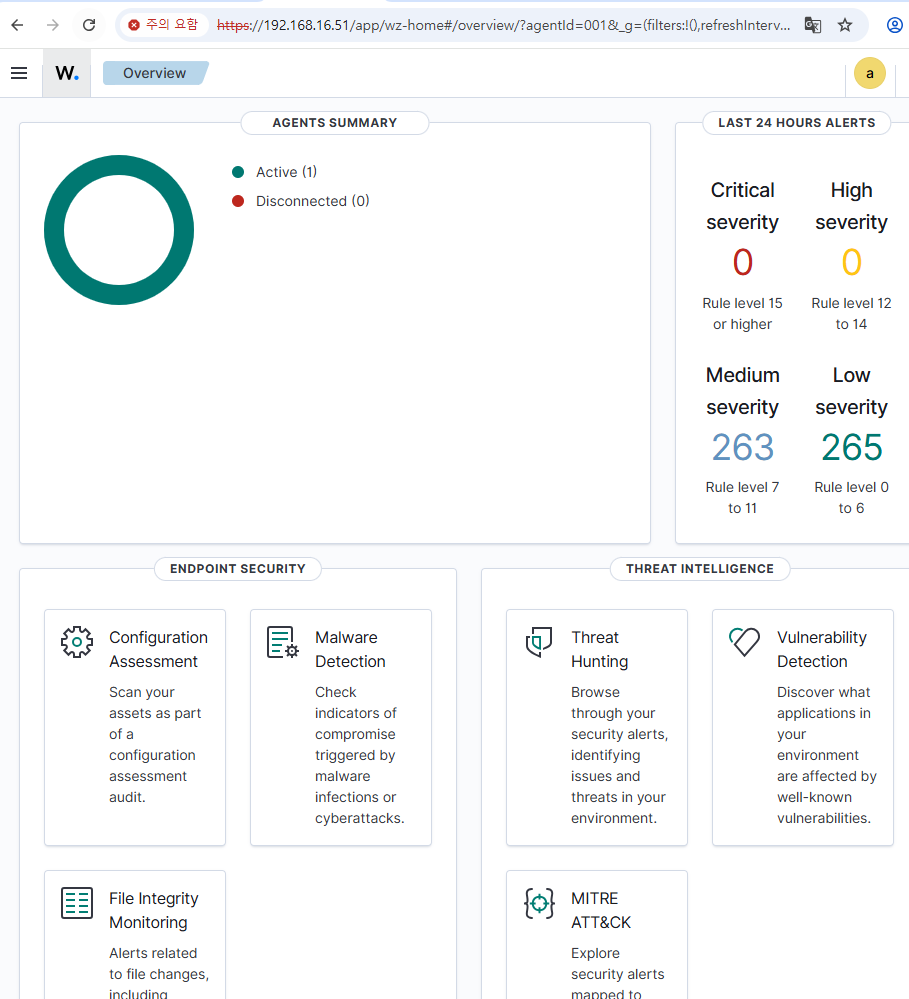 주의 요함
https://192.168.16.51/app/wz-home#/overview/?agentId=001&_g=(filters:!(),refreshInterv...
W.
Overview
a
AGENTS SUMMARY
Active (1)
Disconnected (0)
LAST 24 HOURS ALERTS
Critical
severity
0
Rule level 15
or higher
High
severity
0
Rule level 12
to 14
Medium
severity
263
Rule level 7
to 11
Low
severity
265
Rule level 0
to 6
ENDPOINT SECURITY
Configuration
Assessment
Scan your
assets as part
of a
configuration
assessment
audit.
Malware
Detection
Check
indicators of
compromise
triggered by
malware
infections or
cyberattacks.
File Integrity
Monitoring
Alerts related
to file changes,
including
THREAT INTELLIGENCE
Threat
Hunting
Browse
through your
security alerts,
identifying
issues and
threats in your
environment.
Vulnerability
Detection
Discover what
applications in
your
environment
are affected by
well-known
vulnerabilities.
MITRE
ATT&CK
Explore
security alerts
mapped to